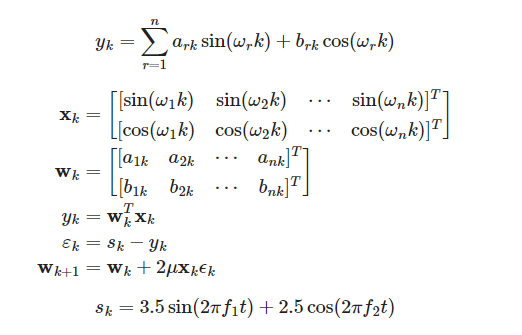 y_k = \sum_{r=1}^{n} a_{rk} \sin(\omega_r k) + b_{rk} \cos(\omega_r k)
\mathbf{x}_k = \begin{bmatrix} [\sin(\omega_1 k) & \sin(\omega_2 k) & \cdots & \sin(\omega_n k)]^T \\ [\cos(\omega_1 k) & \cos(\omega_2 k) & \cdots & \cos(\omega_n k)]^T \end{bmatrix}
\mathbf{w}_k = \begin{bmatrix} [a_{1k} & a_{2k} & \cdots & a_{nk}]^T \\ [b_{1k} & b_{2k} & \cdots & b_{nk}]^T \end{bmatrix}
y_k = \mathbf{w}_k^T \mathbf{x}_k
\varepsilon_k = s_k - y_k
\mathbf{w}_{k+1} = \mathbf{w}_k + 2\mu \mathbf{x}_k \epsilon_k
s_k = 3.5 \sin(2\pi f_1 t) + 2.5 \cos(2\pi f_2 t)